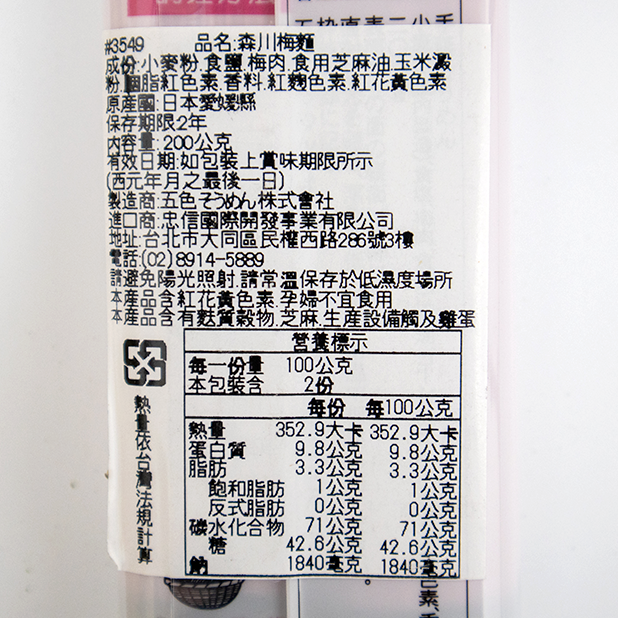 #3549 品名:森川梅麵
成份:小麥粉.食鹽.梅肉.食用芝麻油.玉米澱
粉.胭脂紅色素.香料.紅麴色素.紅花黃色素
原產國:日本愛媛縣
保存期限2年
內容量:200公克
有效日期:如包裝上賞味期限所示
(西元年月之最後一日)
製造商:五色そうめん株式會社
進口商:忠信國際開發事業有限公司
地址:台北市大同區民權西路286號3樓
電話:(02)8914-5889
請避免陽光照射.請常溫保存於低濕度場所
本產品含紅花黃色素.孕婦不宜食用
本產品含有麩質穀物.芝麻.生產設備觸及雞蛋
營養標示
每一份量 100公克
本包裝含 2份
每份 每100公克
熱量 352.9大卡 352.9大卡
蛋白質 9.8公克 9.8公克
脂肪 3.3公克 3.3公克
飽和脂肪 1公克 1公克
反式脂肪 0公克 0公克
碳水化合物 71公克 71公克
糖 42.6公克 42.6公克
鈉 1840毫克 1840毫克
熱量依台灣法規計算